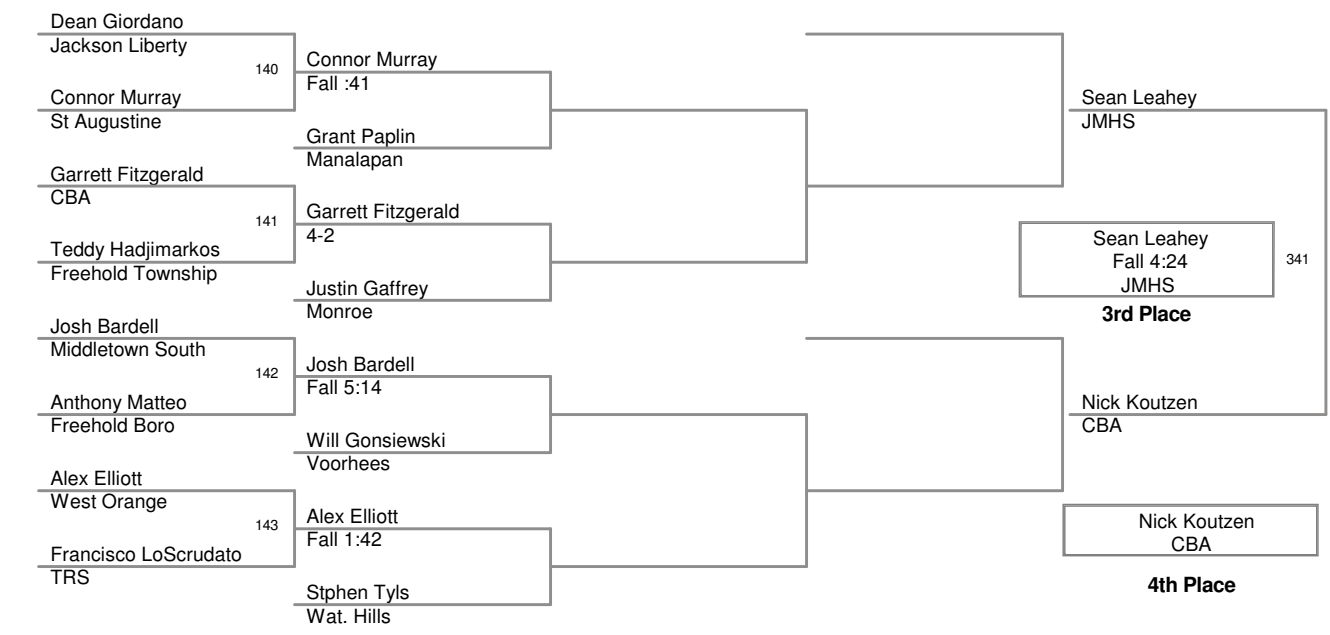 Dean Giordano
Jackson Liberty
140
Connor Murray
St Augustine
Connor Murray
Fall :41
Grant Paplin
Manalapan
Garrett Fitzgerald
CBA
141
Teddy Hadjimarkos
Freehold Township
Garrett Fitzgerald
4-2
Justin Gaffrey
Monroe
Josh Bardell
Middletown South
142
Anthony Matteo
Freehold Boro
Josh Bardell
Fall 5:14
Will Gonsiewski
Voorhees
Alex Elliott
West Orange
143
Francisco LoScrudato
TRS
Alex Elliott
Fall 1:42
Stphen Tyls
Wat. Hills
Sean Leahey
JMHS
Sean Leahey
Fall 4:24
JMHS
341
3rd Place
Nick Koutzen
CBA
Nick Koutzen
CBA
4th Place